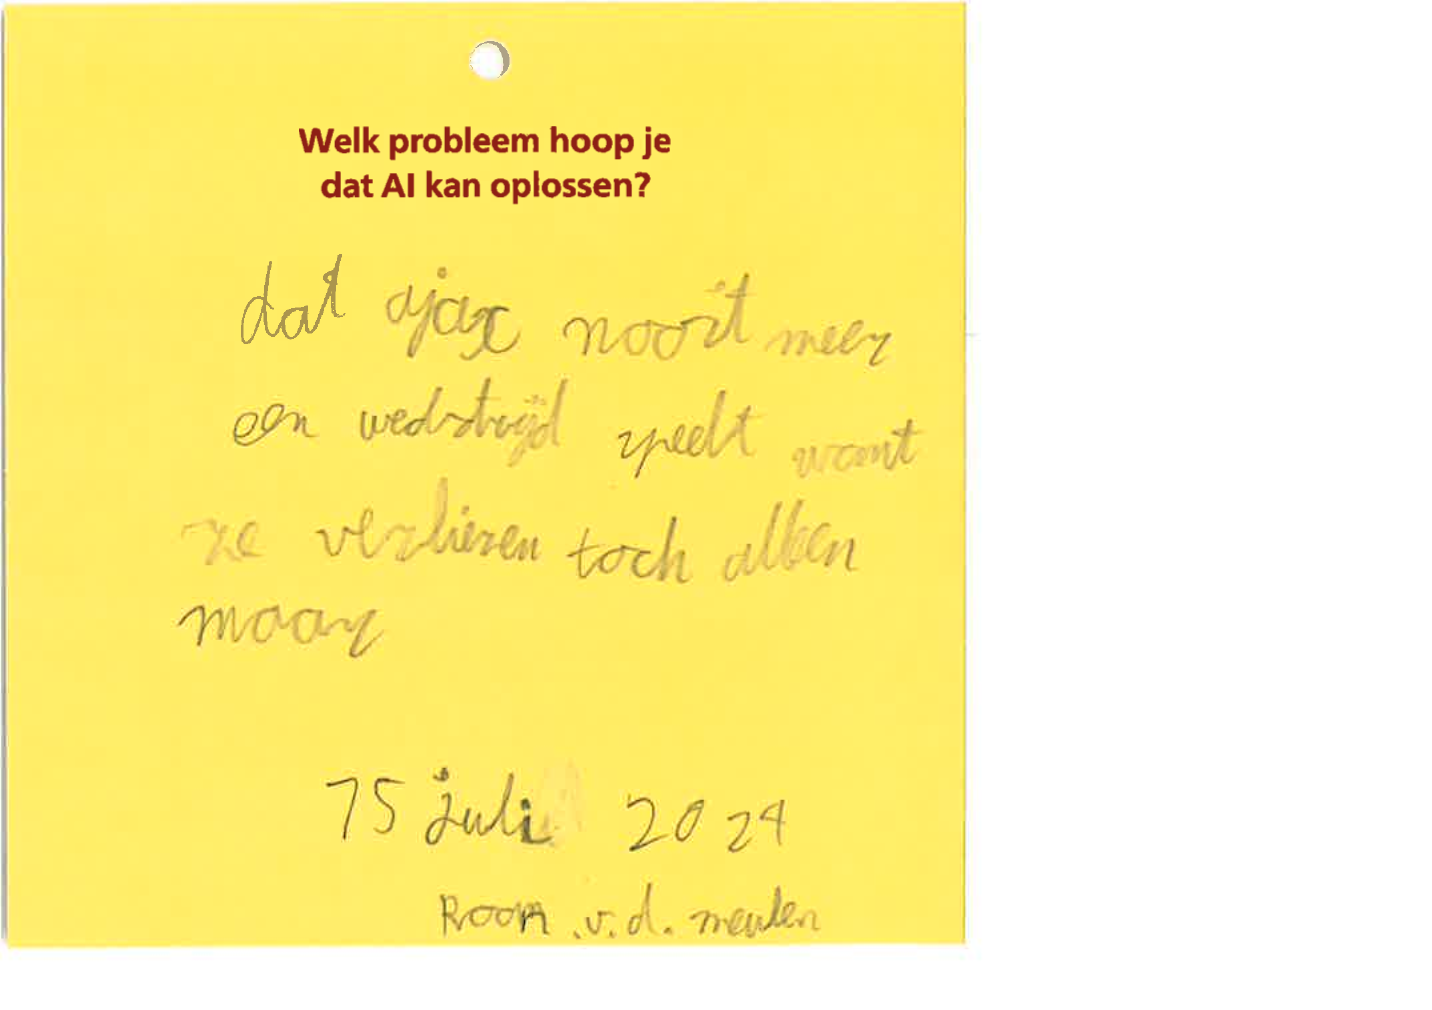 Welk probleem hoop je
dat AI kan oplossen?
dat ajax nooit meer
een wedstrijd speelt want
ze verliezen toch alleen
maar
15 juli 2024
Roan v.d. meulen